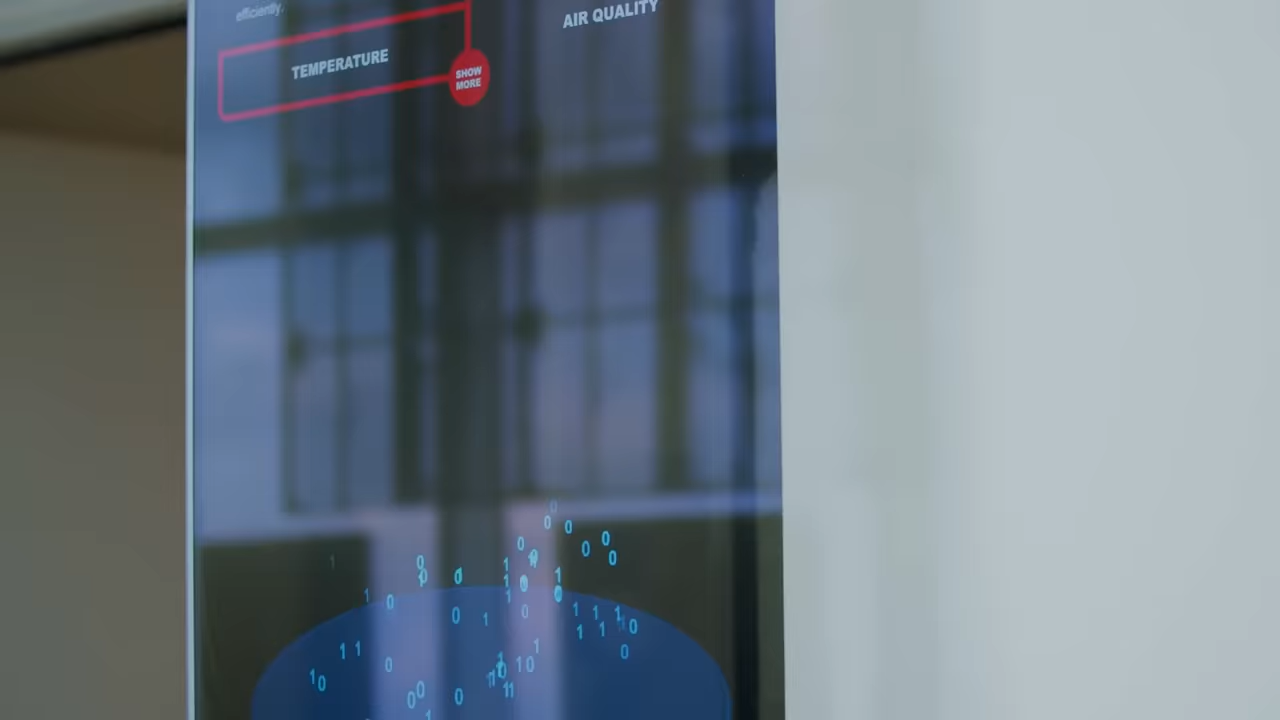 efficiently.
AIR QUALITY
TEMPERATURE
SHOW
MORE